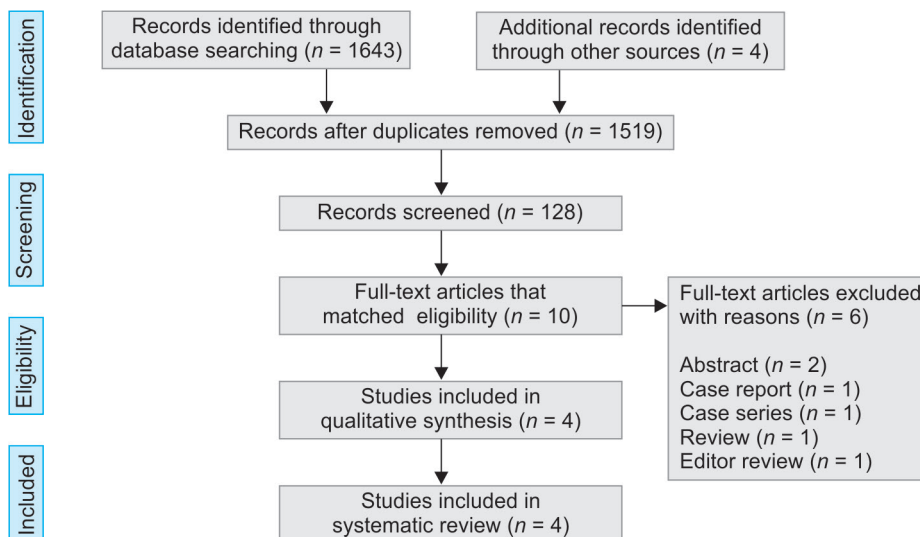 Identification
Records identified through
database searching (n = 1643)
Additional records identified
through other sources (n = 4)
Records after duplicates removed (n = 1519)
Screening
Records screened (n = 128)
Full-text articles that
matched eligibility (n = 10)
Full-text articles excluded
with reasons (n = 6)
Abstract (n = 2)
Case report (n = 1)
Case series (n = 1)
Review (n = 1)
Editor review (n = 1)
Eligibility
Studies included in
qualitative synthesis (n = 4)
Included
Studies included in
systematic review (n = 4)